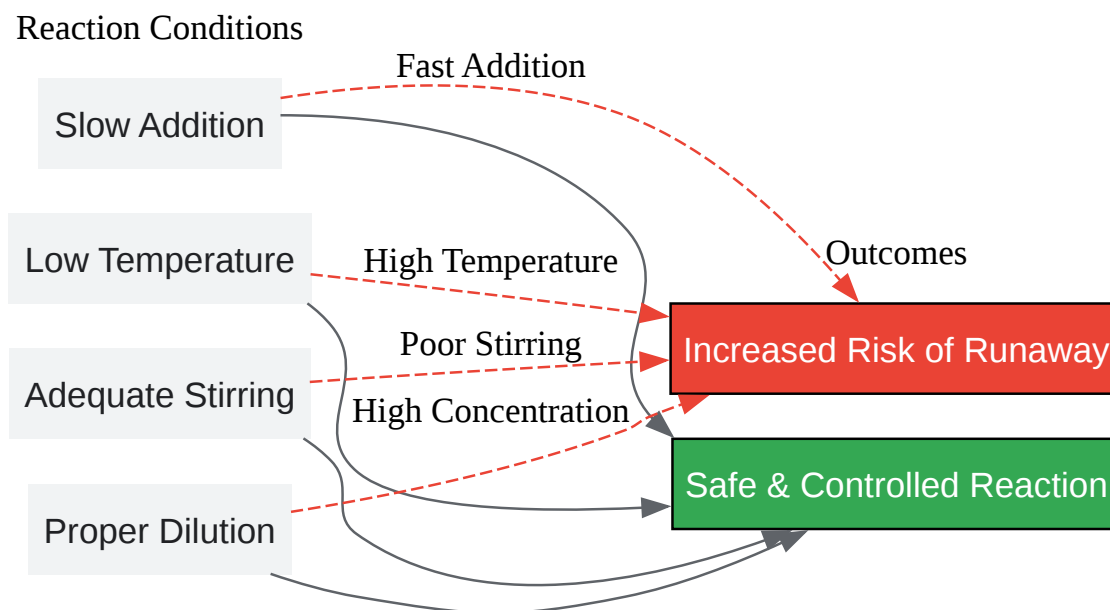 Reaction Conditions
Fast Addition
Slow Addition
Low Temperature
High Temperature
Outcomes
Poor Stirring
Increased Risk of Runaway
Adequate Stirring
High Concentration
Safe & Controlled Reaction
Proper Dilution